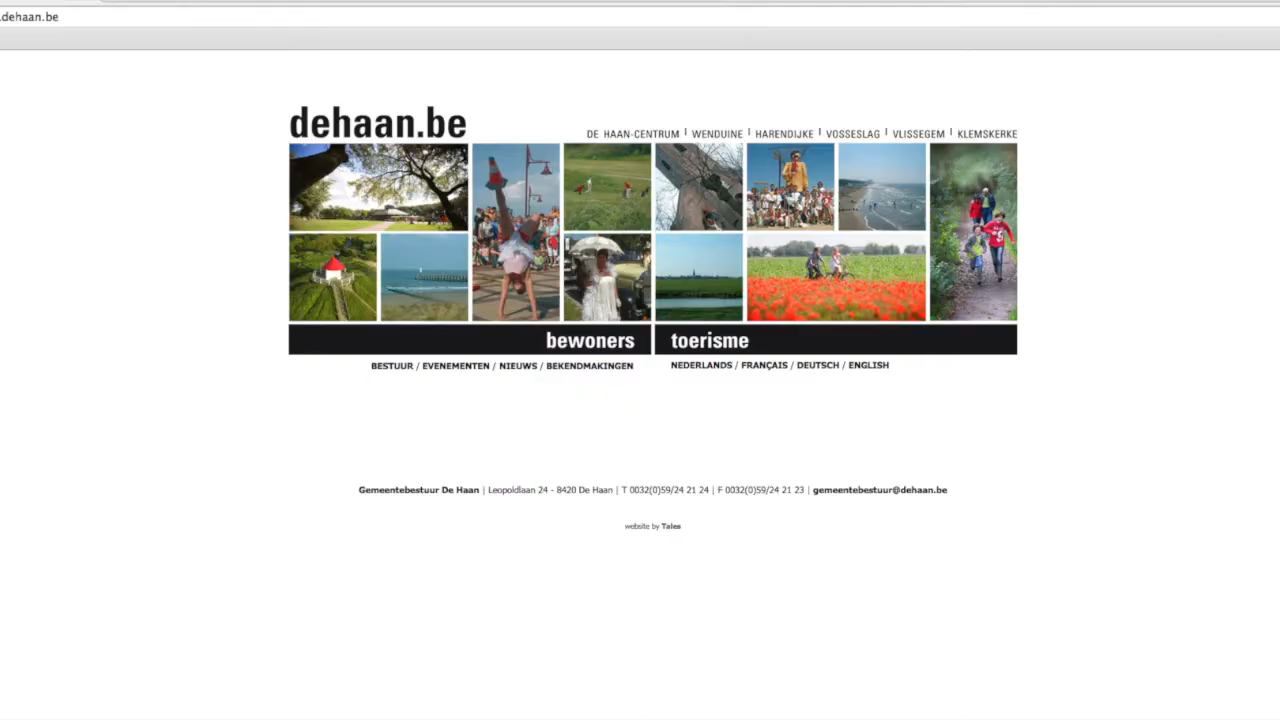 .dehaan.be
dehaan.be
DE HAAN-CENTRUM | WENDUINE | HARENDIJKE | VOSSESLAG | VLISSEGEM | KLEMSKERKE
bewoners
toerisme
BESTUUR / EVENEMENTEN / NIEUWS / BEKENDMAKINGEN
NEDERLANDS / FRANÇAIS / DEUTSCH / ENGLISH
Gemeentebestuur De Haan | Leopoldlaan 24 - 8420 De Haan | T 0032(0)59/24 21 24 | F 0032(0)59/24 21 23 | gemeentebestuur@dehaan.be
website by Tales